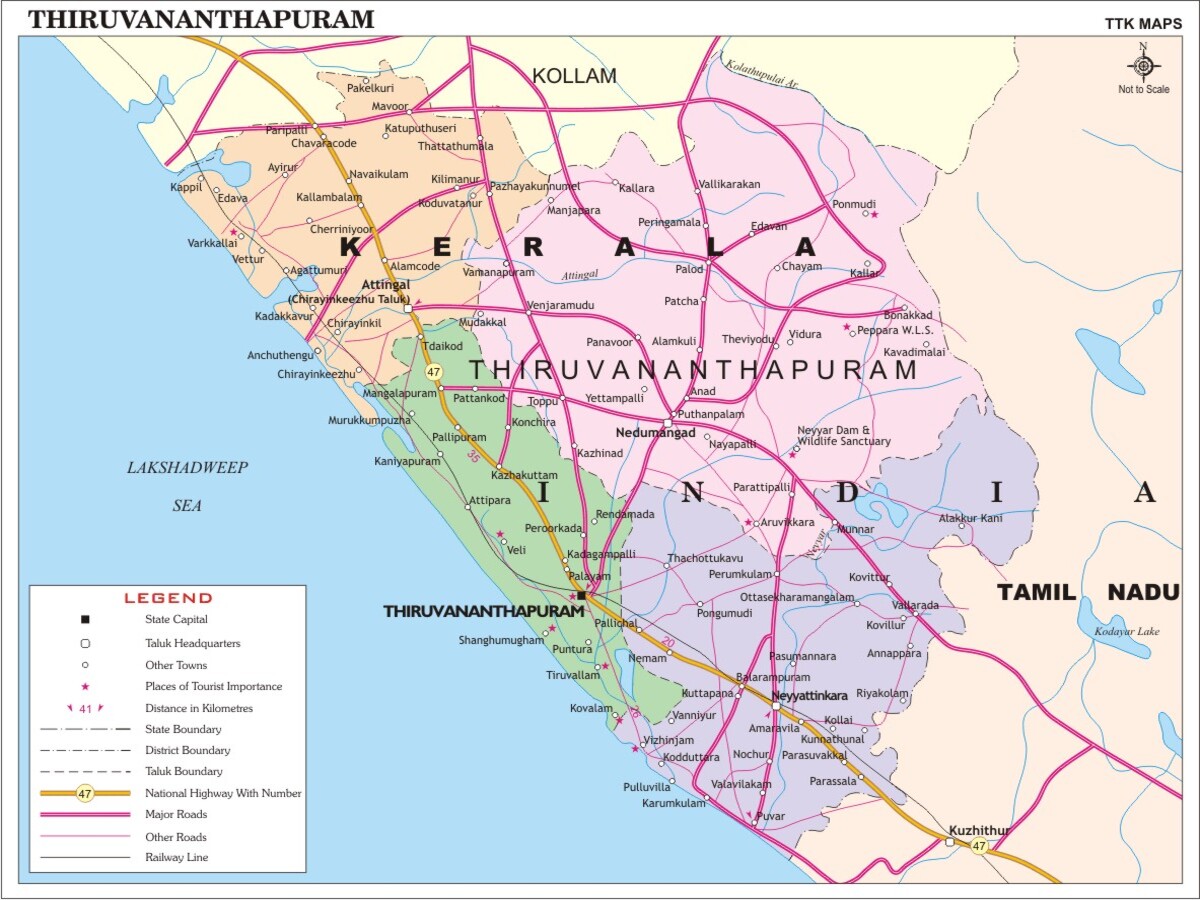 THIRUVANANTHAPURAM
TTK MAPS
N
Not to Scale
KOLLAM
Kolathupulai Ar.
Pakelkuri
Mavoor
Paripalli
Katuputhuseri
Chavaracode
Thattathumala
Ayirur
Navaikulam
Kilimanur
Pazhayakunnumel
Kappil
Edava
Kallambalam
Koduvatanur
Manjapara
Kallara
Vallikarakan
Ponmudi
Cherriniyoor
Peringamala
Edavan
Varkkallai
Vettur
KERALA
Agattumuri
Alamcode
Vamanapuram
Attingal
Palod
Chayam
Kallar
Attingal
(Chirayinkeezhu Taluk)
Kadakkavur
Chirayinkil
Mudakkal
Venjaramudu
Patcha
Bonakkad
Peppara W.L.S.
Anchuthengu
Tdaikod
Panavoor
Alamkuli
Theviyodu
Vidura
Kavadimalai
Chirayinkeezhu
47
THIRUVANANTHAPURAM
Mangalapuram
Pattankod
Toppu
Yettampalli
Anad
Murukkumpuzha
Konchira
Puthanpalam
Pallipuram
Nedumangad
Nayapalli
Neyyar Dam &
Wildlife Sanctuary
Kaniyapuram
35
Kazhinad
LAKSHADWEEP
SEA
Kazhakuttam
INDIA
Parattipalli
Attipara
Rendamada
Peroorkada
Aruvikkara
Munnar
Alakkur Kani
Neyyar
Veli
Kadagampalli
Thachottukavu
Palayam
Perumkulam
Kovittur
TAMIL NADU
THIRUVANANTHAPURAM
Ottasekharamangalam
Vallarada
Pallichal
Pongumudi
Kovillur
Kodayar Lake
Shanghumugham
Puntura
20
Nemam
Pasumannara
Annappara
Tiruvallam
Balarampuram
Kuttapana
Neyyattinkara
Riyakolam
Kovalam
16
Vanniyur
Amaravila
Kollai
Kunnathunal
Vizhinjam
Kodduttara
Nochur
Parasuvakkal
Pulluvilla
Valavilakam
Parassala
Karumkulam
Puvar
Kuzhithur
47
LEGEND
State Capital
Taluk Headquarters
Other Towns
Places of Tourist Importance
41
Distance in Kilometres
State Boundary
District Boundary
Taluk Boundary
47
National Highway With Number
Major Roads
Other Roads
Railway Line